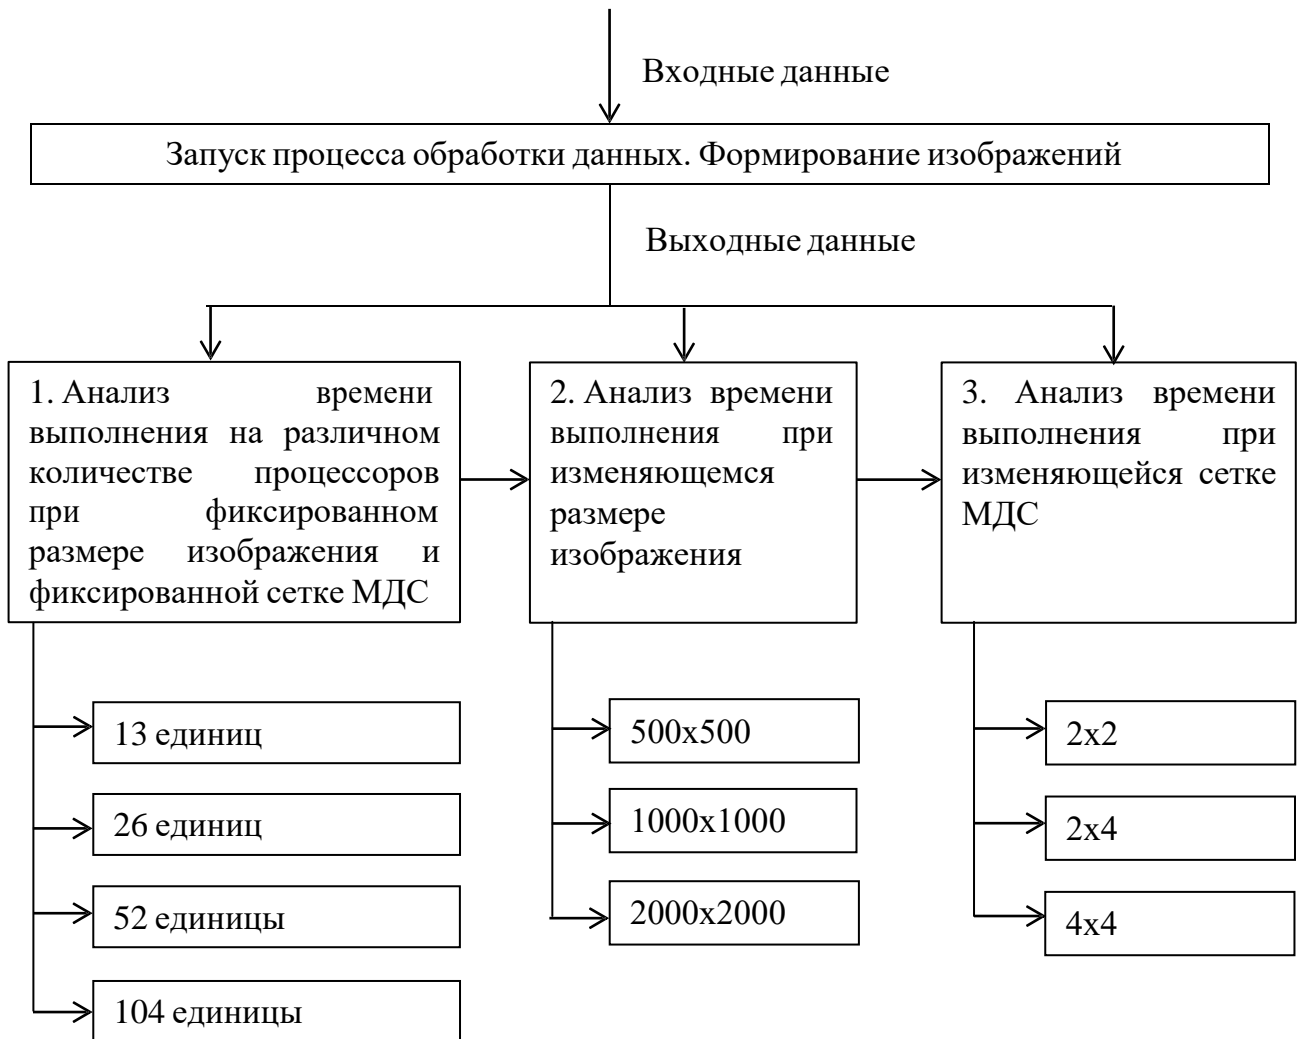 Входные данные
Запуск процесса обработки данных. Формирование изображений
Выходные данные
1. Анализ времени
выполнения на различном
количестве процессоров
при фиксированном
размере изображения и
фиксированной сетке МДС
2. Анализ времени
выполнения при
изменяющемся
размере
изображения
3. Анализ времени
выполнения при
изменяющейся сетке
МДС
13 единиц
26 единиц
52 единицы
104 единицы
500x500
1000x1000
2000x2000
2x2
2x4
4x4